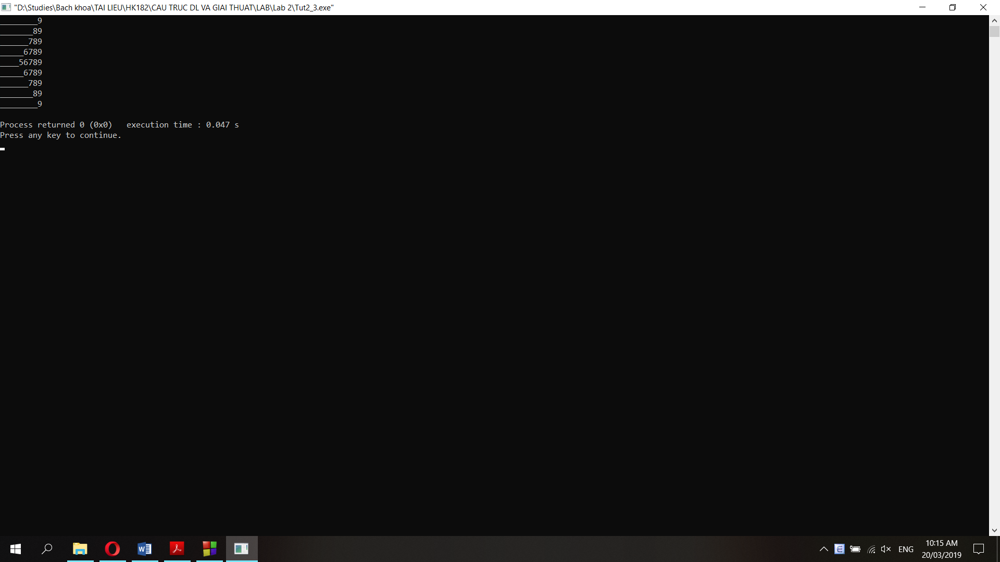 "D:\Studies\Bach khoa\TAI LIEU\HK182\CAU TRUC DL VA GIAI THUAT\LAB\Lab 2\Tut2_3.exe"
________9
_______89
______789
_____6789
____56789
_____6789
______789
_______89
________9
Process returned 0 (0x0)   execution time : 0.047 s
Press any key to continue.
ENG
10:15 AM
20/03/2019